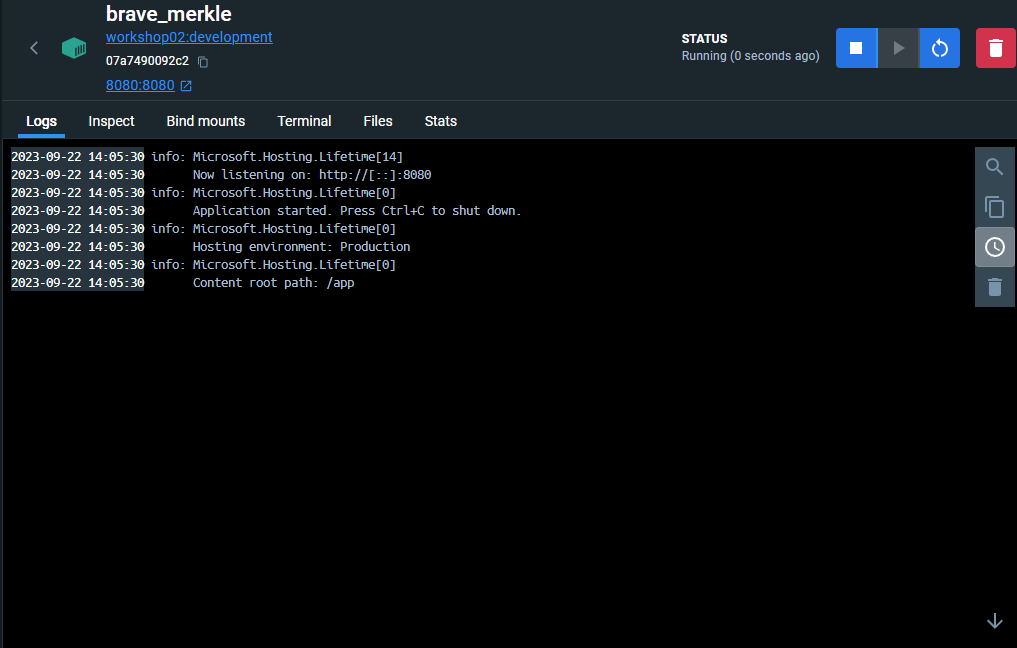 brave_merkle
workshop02:development
07a7490092c2
8080:8080
STATUS
Running (0 seconds ago)
Logs Inspect Bind mounts Terminal Files Stats
2023-09-22 14:05:30 info: Microsoft.Hosting.Lifetime[14]
2023-09-22 14:05:30       Now listening on: http://[::]:8080
2023-09-22 14:05:30 info: Microsoft.Hosting.Lifetime[0]
2023-09-22 14:05:30       Application started. Press Ctrl+C to shut down.
2023-09-22 14:05:30 info: Microsoft.Hosting.Lifetime[0]
2023-09-22 14:05:30       Hosting environment: Production
2023-09-22 14:05:30 info: Microsoft.Hosting.Lifetime[0]
2023-09-22 14:05:30       Content root path: /app